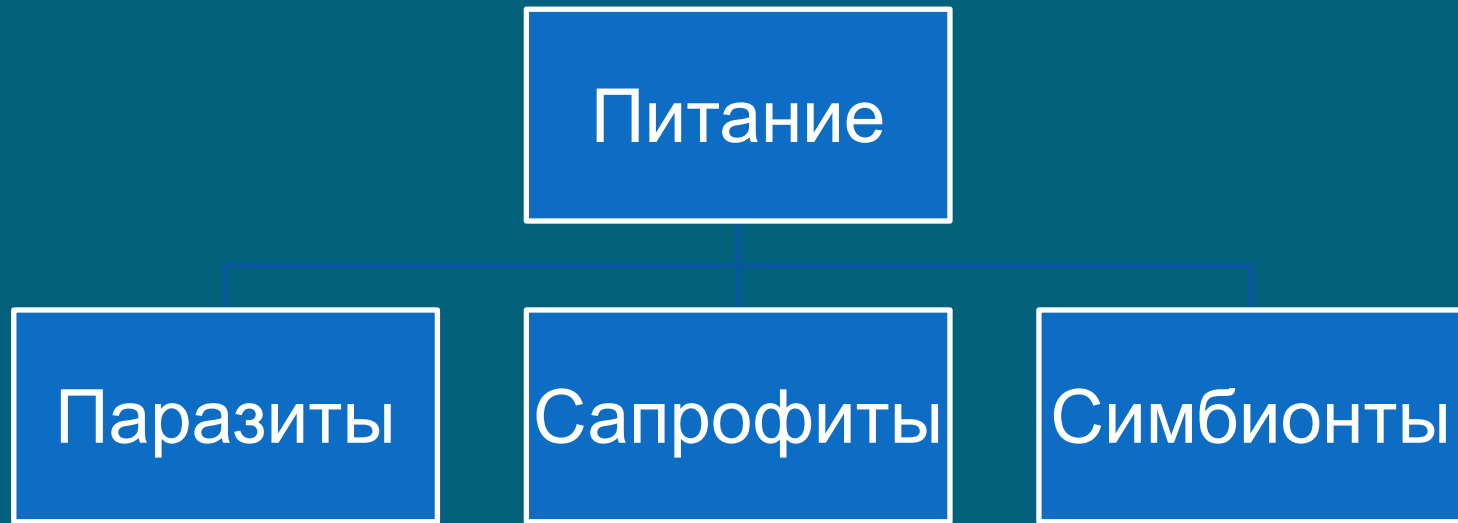 Питание
Паразиты
Сапрофиты
Симбионты